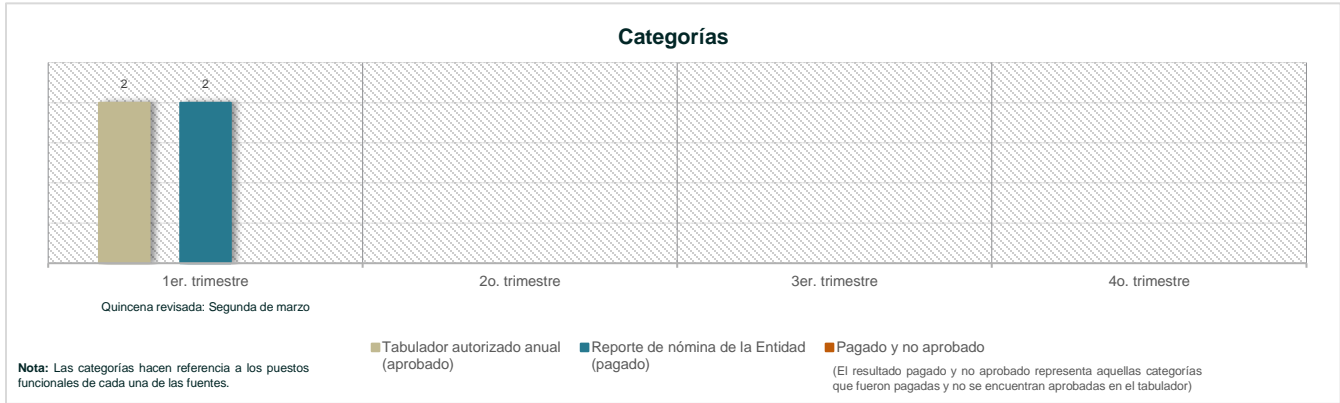 Categorías
2
2
1er. trimestre
2o. trimestre
3er. trimestre
4o. trimestre
Quincena revisada: Segunda de marzo
Tabulador autorizado anual
(aprobado)
Reporte de nómina de la Entidad
(pagado)
Pagado y no aprobado
(El resultado pagado y no aprobado representa aquellas categorías
que fueron pagadas y no se encuentran aprobadas en el tabulador)
Nota: Las categorías hacen referencia a los puestos
funcionales de cada una de las fuentes.